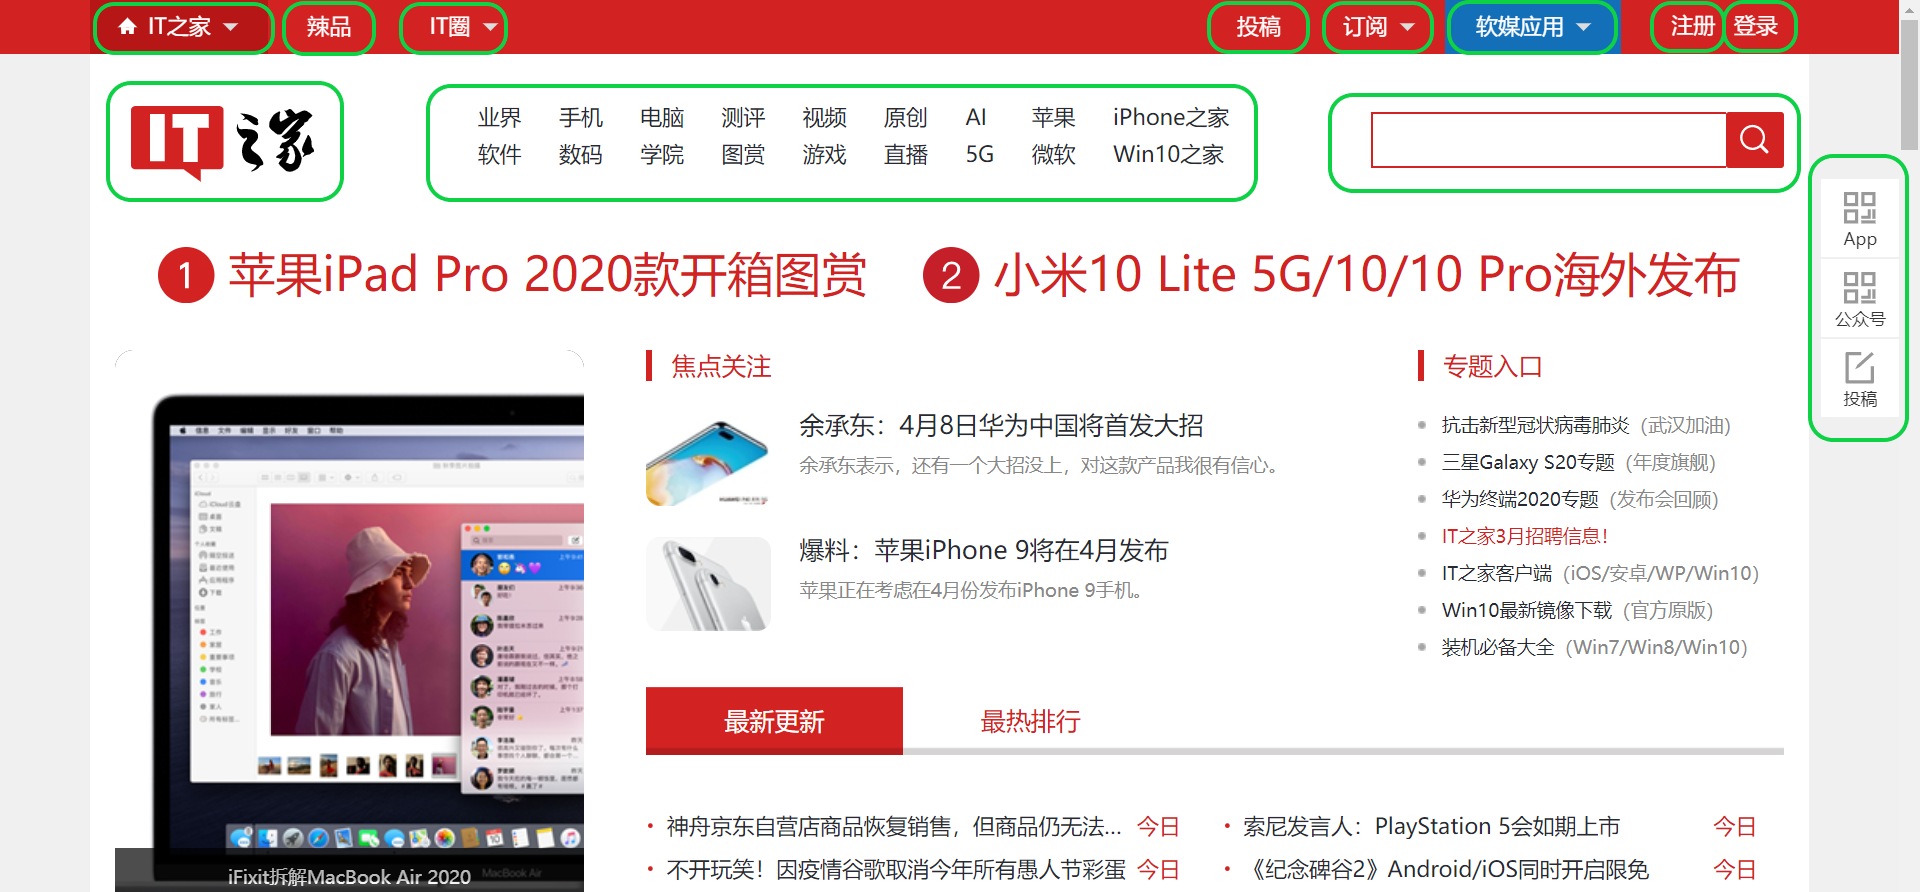 IT之家 辣品 IT圈 投稿 订阅 软媒应用 注册 登录
IT之家
业界 手机 电脑 测评 视频 原创 AI 苹果 iPhone之家
软件 数码 学院 图赏 游戏 直播 5G 微软 Win10之家
App
公众号
投稿
1 苹果iPad Pro 2020款开箱图赏 2 小米10 Lite 5G/10/10 Pro海外发布
iFixit拆解MacBook Air 2020
MacBook Air
焦点关注
余承东：4月8日华为中国将首发大招
余承东表示，还有一个大招没上，对这款产品我很有信心。
爆料：苹果iPhone 9将在4月发布
苹果正在考虑在4月份发布iPhone 9手机。
专题入口
抗击新型冠状病毒肺炎（武汉加油）
三星Galaxy S20专题（年度旗舰）
华为终端2020专题（发布会回顾）
IT之家3月招聘信息！
IT之家客户端（iOS/安卓/WP/Win10）
Win10最新镜像下载（官方原版）
装机必备大全（Win7/Win8/Win10）
最新更新 最热排行
神舟京东自营店商品恢复销售，但商品仍无法... 今日
索尼发言人：PlayStation 5会如期上市 今日
不开玩笑！因疫情谷歌取消今年所有愚人节彩蛋 今日
《纪念碑谷2》Android/iOS同时开启限免 今日